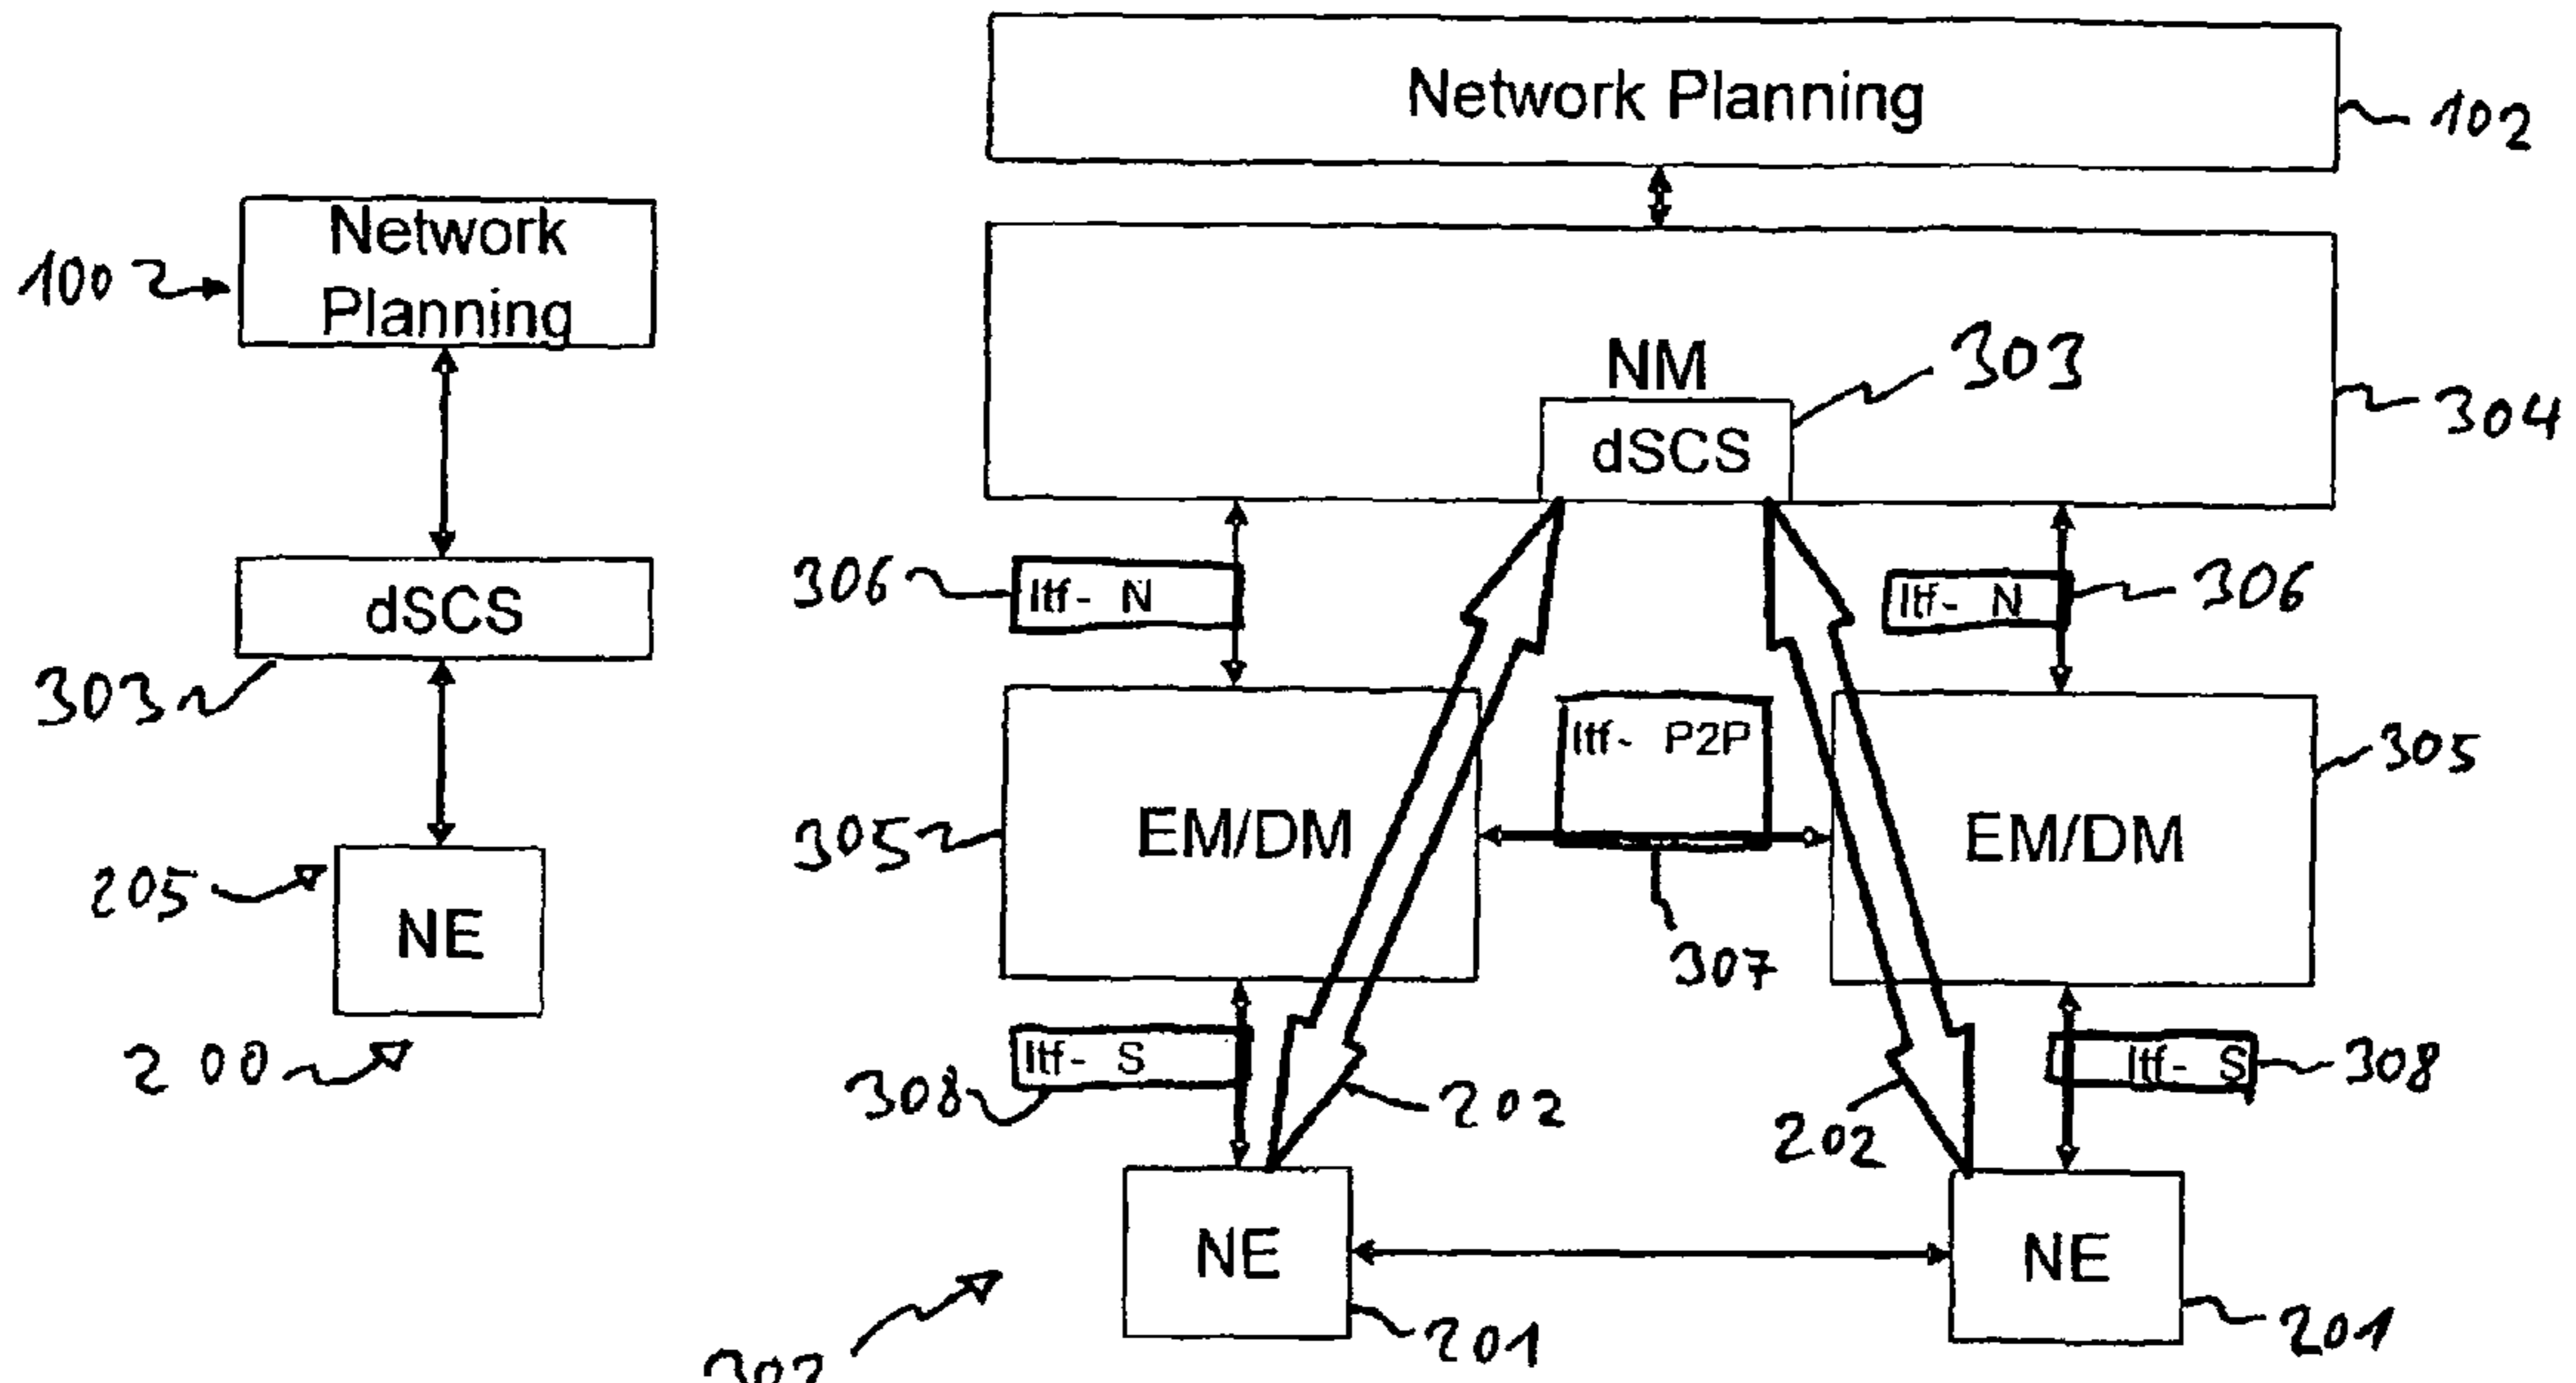 Network Planning
102
Network
Planning
100
NM
303
dSCS
304
306
Itf- N
Itf- N
306
dSCS
303
Itf- P2P
305
305
EM/DM
EM/DM
205
NE
307
200
Itf- S
308
202
202
Itf- S
308
NE
NE
201
201
302